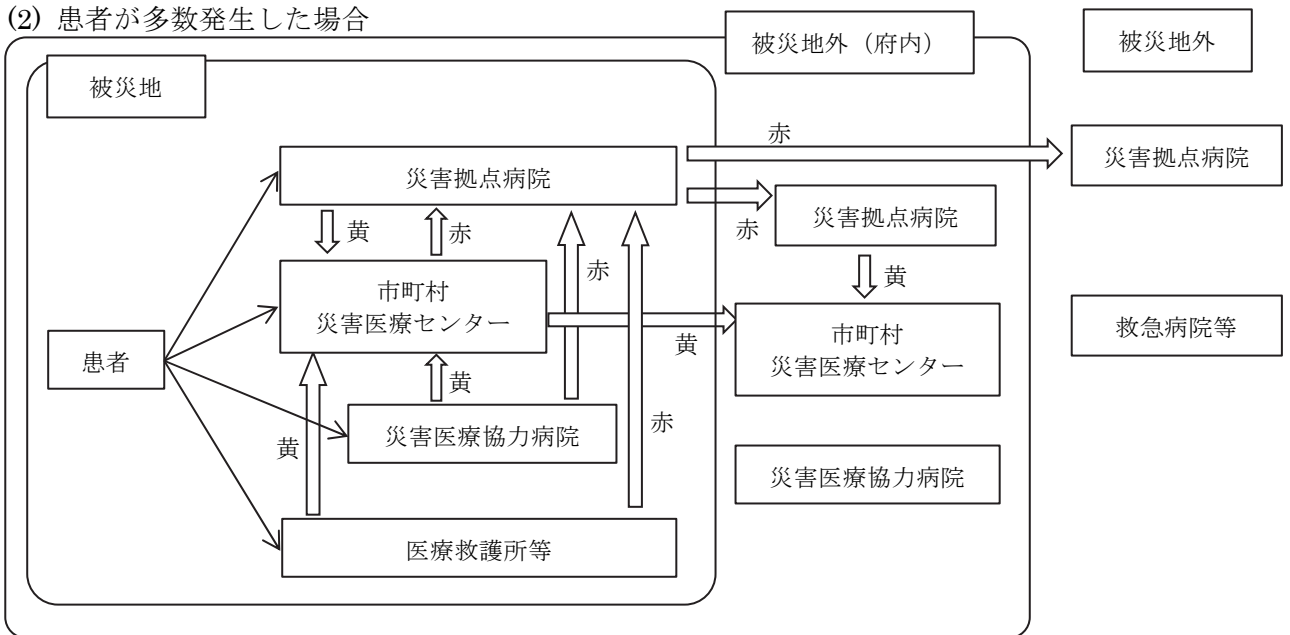 (2) 患者が多数発生した場合
被災地外（府内）
被災地外
被災地
赤
災害拠点病院
災害拠点病院
赤
災害拠点病院
黄
赤
赤
黄
市町村
災害医療センター
黄
市町村
災害医療センター
救急病院等
患者
黄
災害医療協力病院
赤
黄
災害医療協力病院
医療救護所等